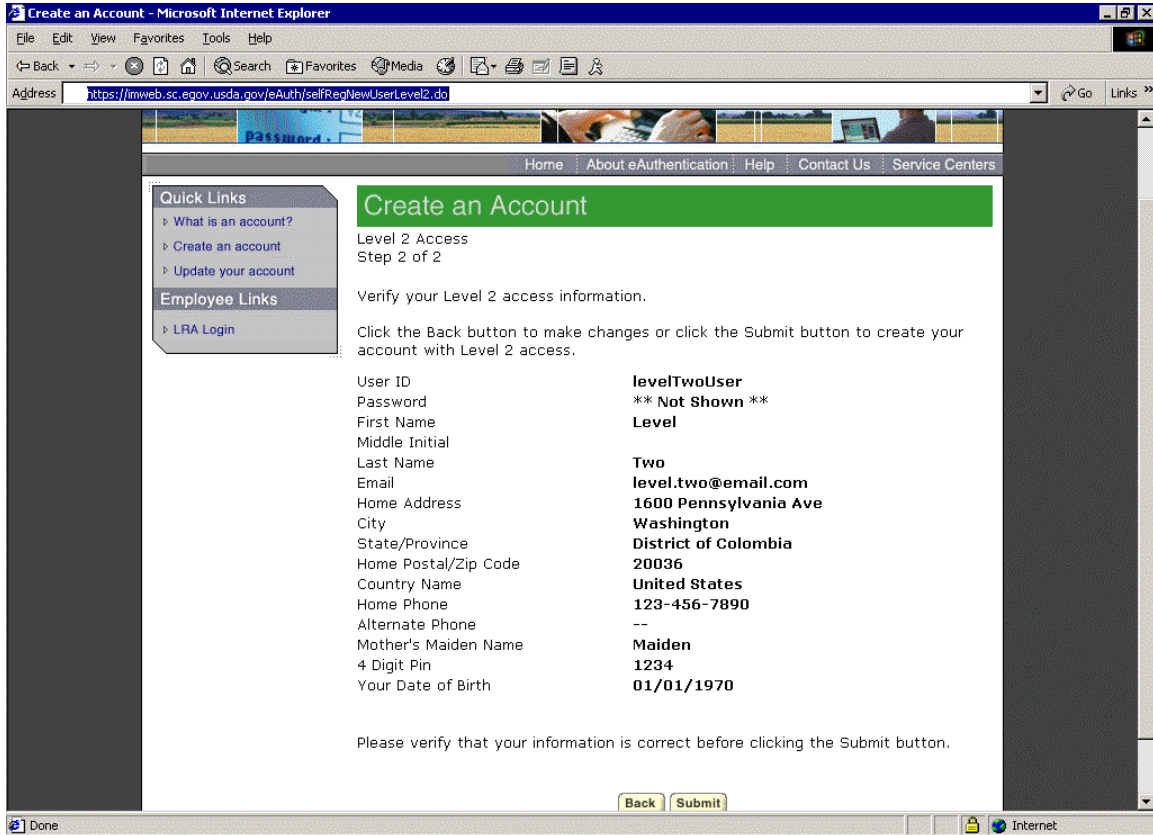 Create an Account - Microsoft Internet Explorer
File Edit View Favorites Tools Help
Back Search Favorites Media
Address https://imweb.sc.egov.usda.gov/eAuth/selfRegNewUserLevel2.do Go Links »
password
Home About eAuthentication Help Contact Us Service Centers
Quick Links
What is an account?
Create an account
Update your account
Employee Links
LRA Login
Create an Account
Level 2 Access
Step 2 of 2
Verify your Level 2 access information.
Click the Back button to make changes or click the Submit button to create your
account with Level 2 access.
User ID levelTwoUser
Password ** Not Shown **
First Name Level
Middle Initial
Last Name Two
Email level.two@email.com
Home Address 1600 Pennsylvania Ave
City Washington
State/Province District of Colombia
Home Postal/Zip Code 20036
Country Name United States
Home Phone 123-456-7890
Alternate Phone --
Mother's Maiden Name Maiden
4 Digit Pin 1234
Your Date of Birth 01/01/1970
Please verify that your information is correct before clicking the Submit button.
Back Submit
Done Internet